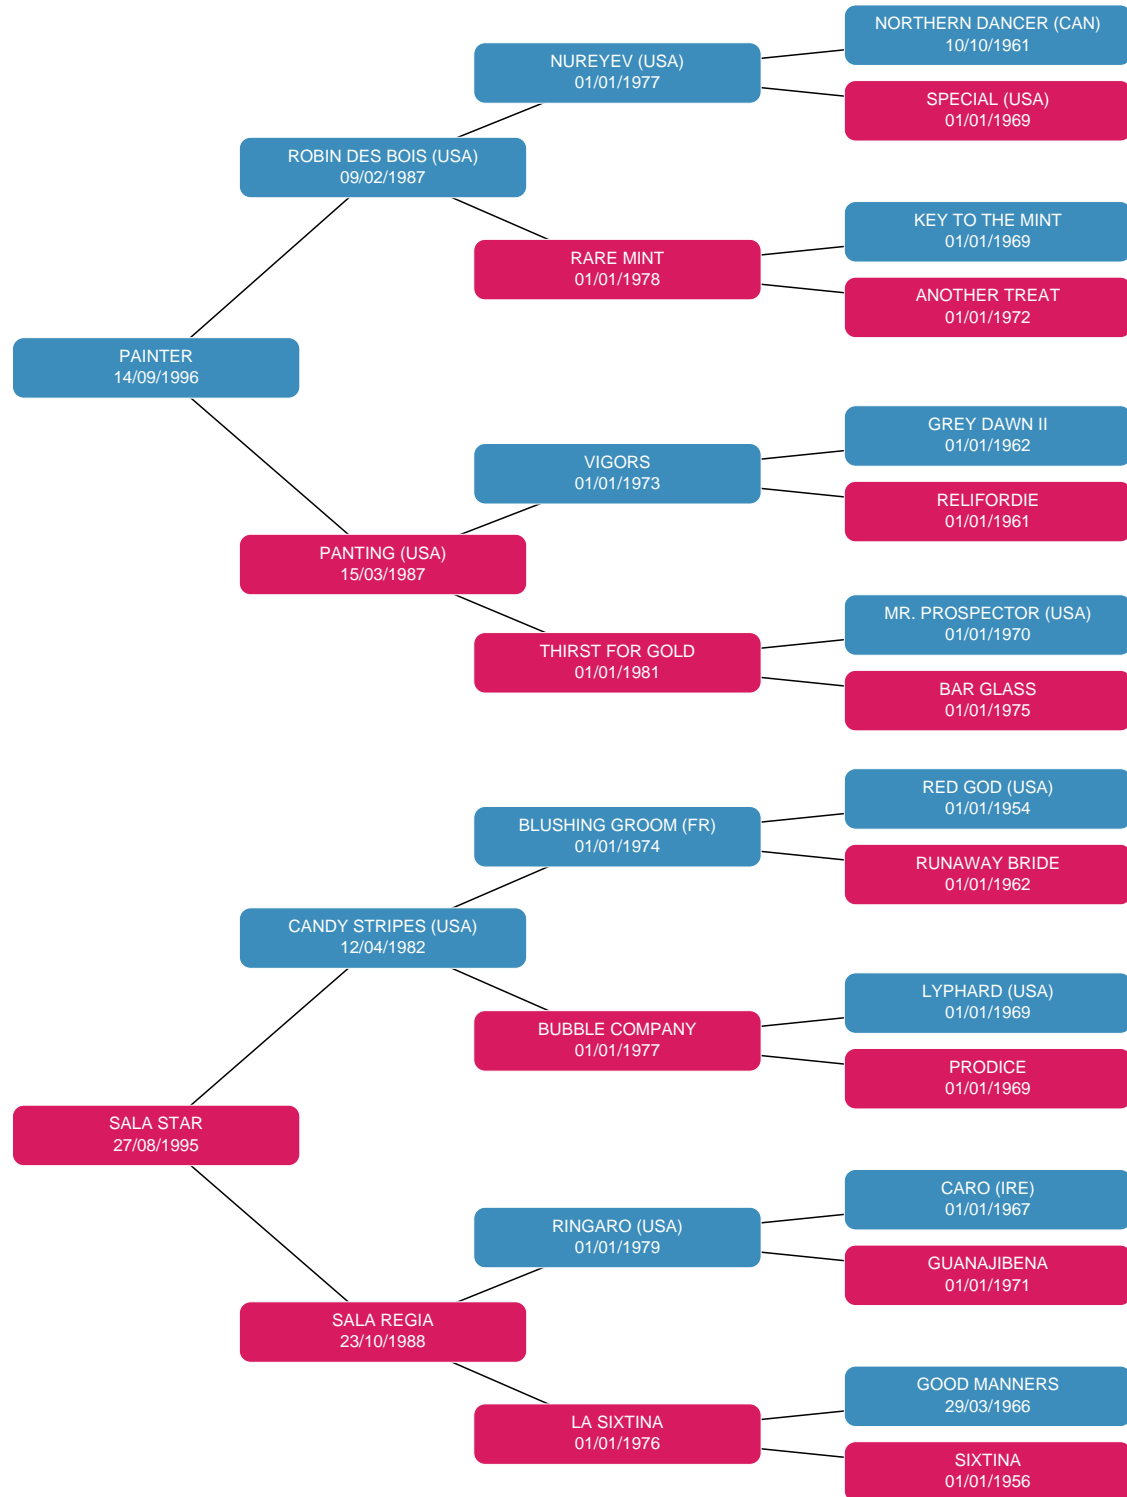 NORTHERN DANCER (CAN)
10/10/1961
NUREYEV (USA)
01/01/1977
SPECIAL (USA)
01/01/1969
ROBIN DES BOIS (USA)
09/02/1987
KEY TO THE MINT
01/01/1969
RARE MINT
01/01/1978
ANOTHER TREAT
01/01/1972
PAINTER
14/09/1996
GREY DAWN II
01/01/1962
VIGORS
01/01/1973
RELIFORDIE
01/01/1961
PANTING (USA)
15/03/1987
MR. PROSPECTOR (USA)
01/01/1970
THIRST FOR GOLD
01/01/1981
BAR GLASS
01/01/1975
RED GOD (USA)
01/01/1954
BLUSHING GROOM (FR)
01/01/1974
RUNAWAY BRIDE
01/01/1962
CANDY STRIPES (USA)
12/04/1982
LYPHARD (USA)
01/01/1969
BUBBLE COMPANY
01/01/1977
PRODICE
01/01/1969
SALA STAR
27/08/1995
CARO (IRE)
01/01/1967
RINGARO (USA)
01/01/1979
GUANAJIBENA
01/01/1971
SALA REGIA
23/10/1988
GOOD MANNERS
29/03/1966
LA SIXTINA
01/01/1976
SIXTINA
01/01/1956